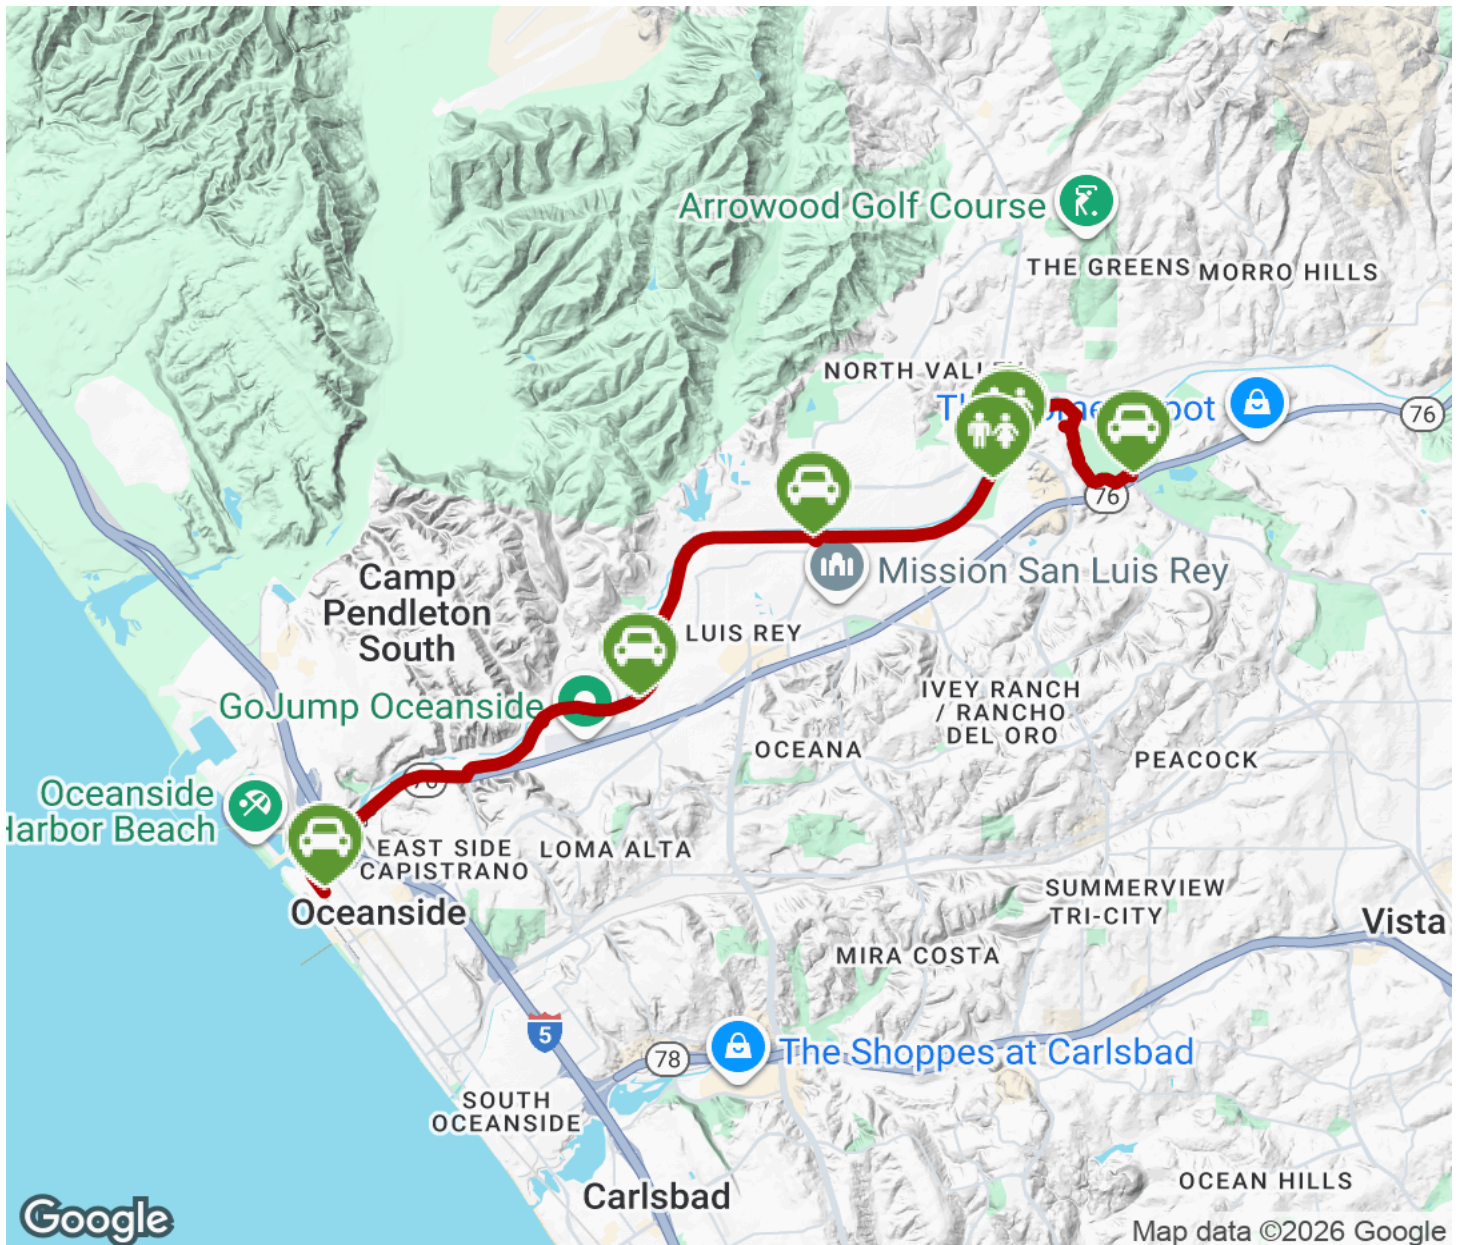 Arrowood Golf Course
THE GREENS
MORRO HILLS
NORTH VALLEY
76
76
Mission San Luis Rey
Camp
Pendleton
South
LUIS REY
GoJump Oceanside
IVEY RANCH
/ RANCHO
DEL ORO
OCEANA
PEACOCK
76
Oceanside
Harbor Beach
EAST SIDE
CAPISTRANO
LOMA ALTA
Oceanside
SUMMERVIEW
TRI-CITY
Vista
MIRA COSTA
5
78
The Shoppes at Carlsbad
SOUTH
OCEANSIDE
Carlsbad
OCEAN HILLS
Google
Map data ©2026 Google